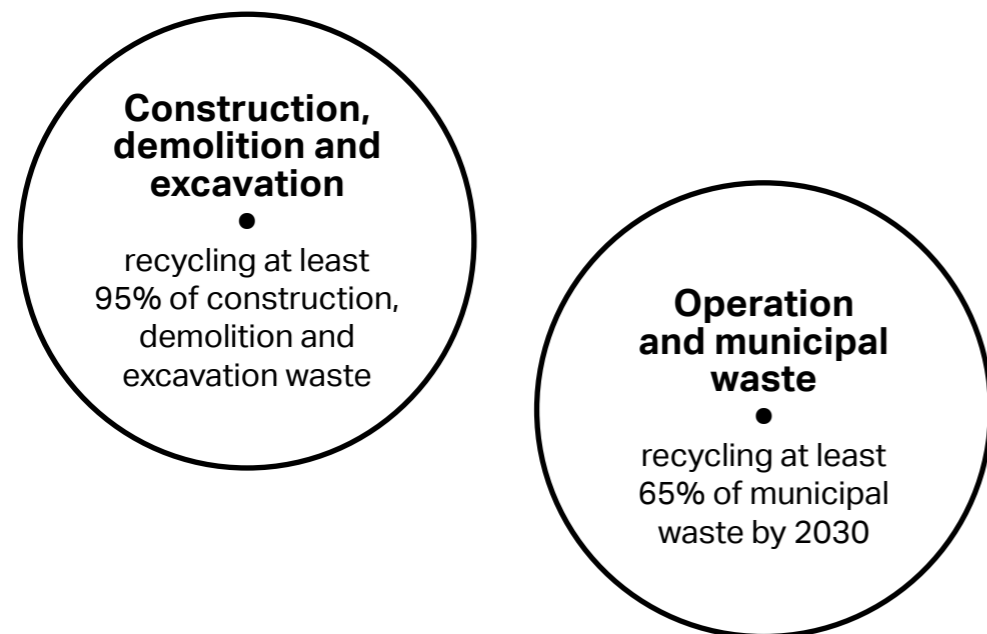 Construction,
demolition and
excavation
•
recycling at least
95% of construction,
demolition and
excavation waste
Operation
and municipal
waste
•
recycling at least
65% of municipal
waste by 2030